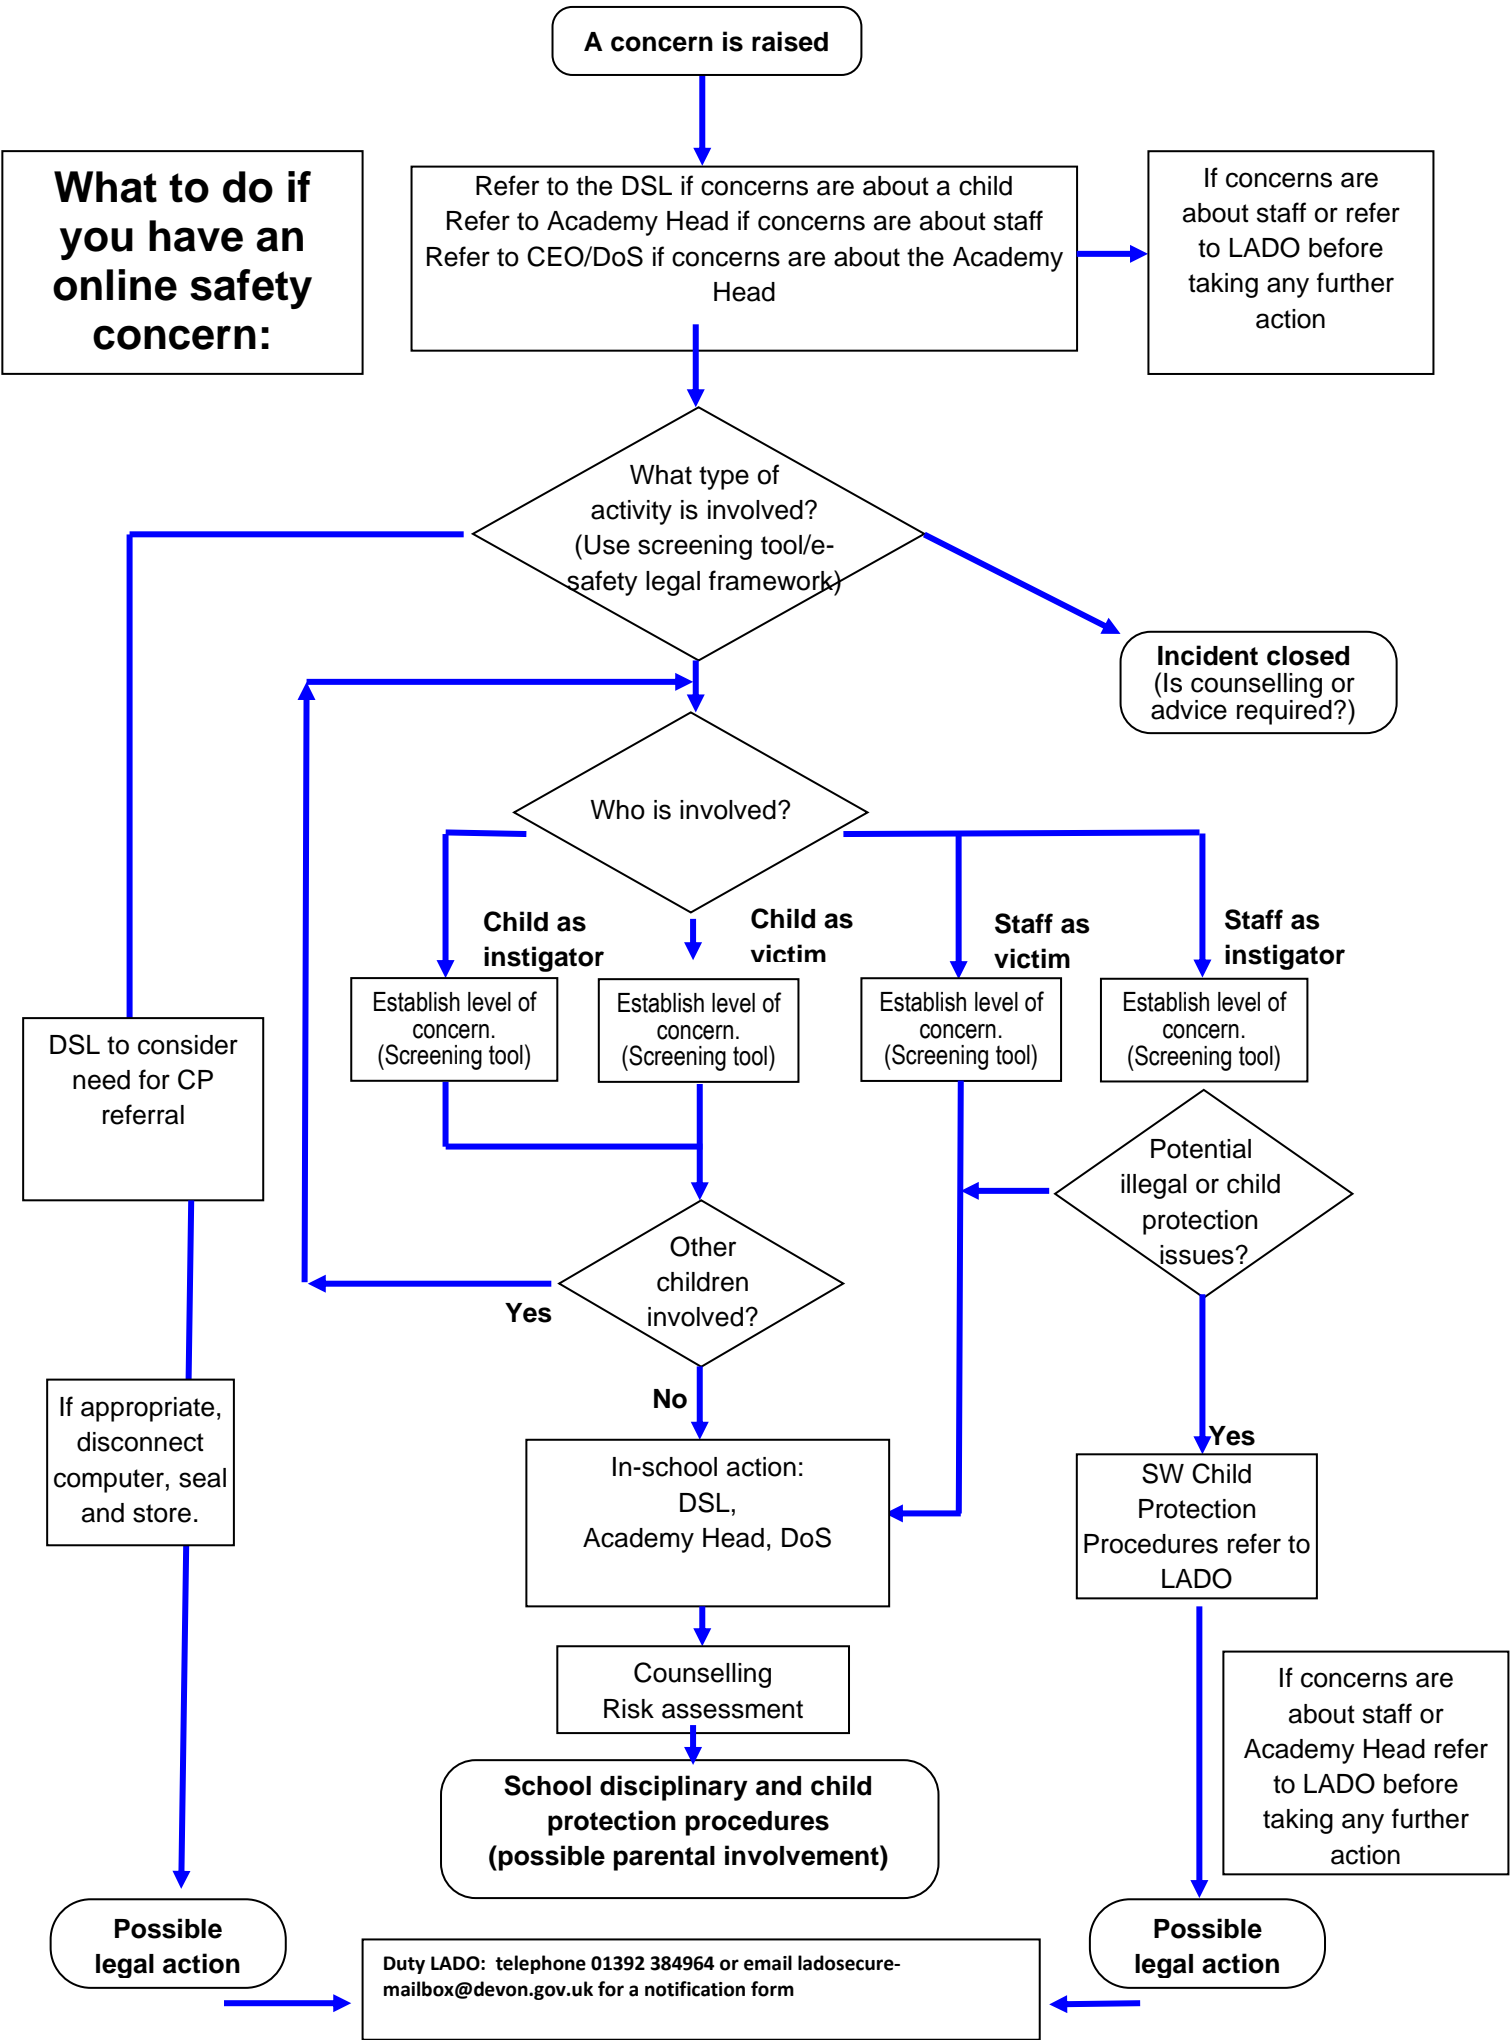 A concern is raised
What to do if
you have an
online safety
concern:
Refer to the DSL if concerns are about a child
Refer to Academy Head if concerns are about staff
Refer to CEO/DoS if concerns are about the Academy
Head
If concerns are
about staff or refer
to LADO before
taking any further
action
What type of
activity is involved?
(Use screening tool/e-
safety legal framework)
Incident closed
(Is counselling or
advice required?)
Who is involved?
Child as
instigator
Child as
victim
Staff as
victim
Staff as
instigator
Establish level of
concern.
(Screening tool)
Establish level of
concern.
(Screening tool)
Establish level of
concern.
(Screening tool)
Establish level of
concern.
(Screening tool)
DSL to consider
need for CP
referral
Potential
illegal or child
protection
issues?
Other
children
involved?
Yes
No
If appropriate,
disconnect
computer, seal
and store.
In-school action:
DSL,
Academy Head, DoS
Yes
SW Child
Protection
Procedures refer to
LADO
Counselling
Risk assessment
If concerns are
about staff or
Academy Head refer
to LADO before
taking any further
action
School disciplinary and child
protection procedures
(possible parental involvement)
Possible
legal action
Possible
legal action
Duty LADO:  telephone 01392 384964 or email ladosecure-
mailbox@devon.gov.uk for a notification form